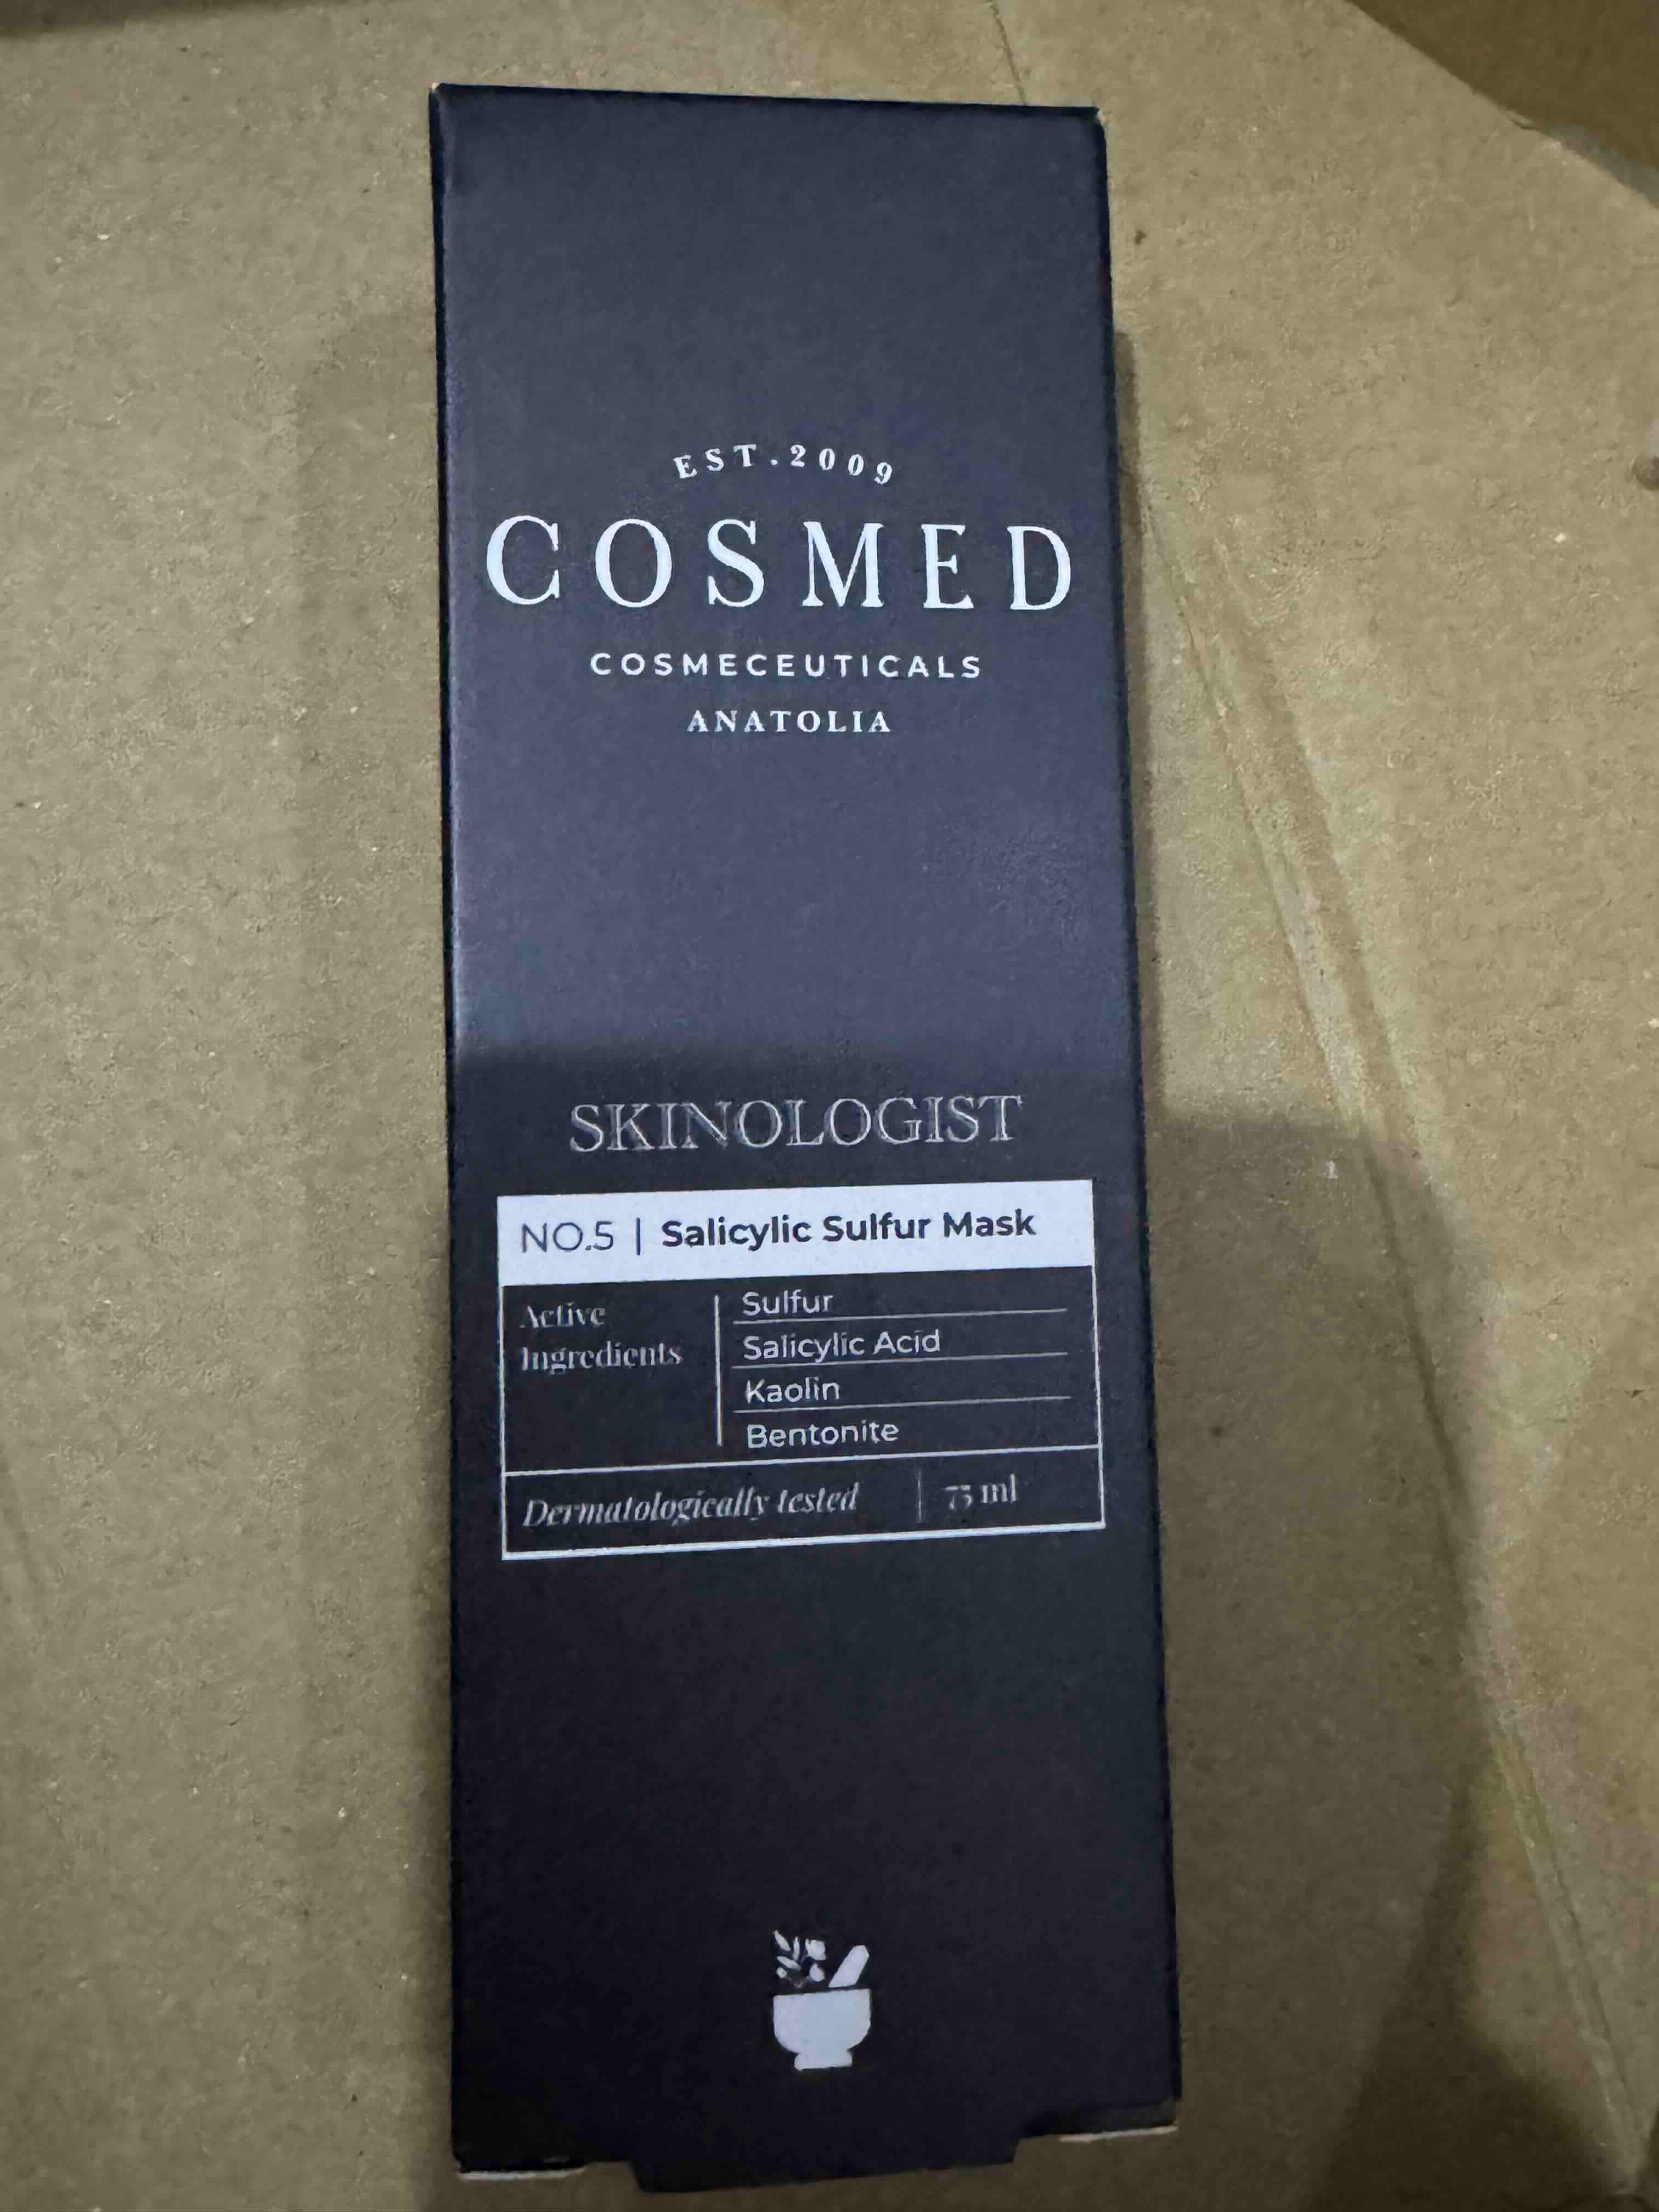 EST.2009
COSMED
COSMECEUTICALS
ANATOLIA
SKINOLOGIST
NO.5 | Salicylic Sulfur Mask
Active
Ingredients
Sulfur
Salicylic Acid
Kaolin
Bentonite
Dermatologically tested | 75 ml